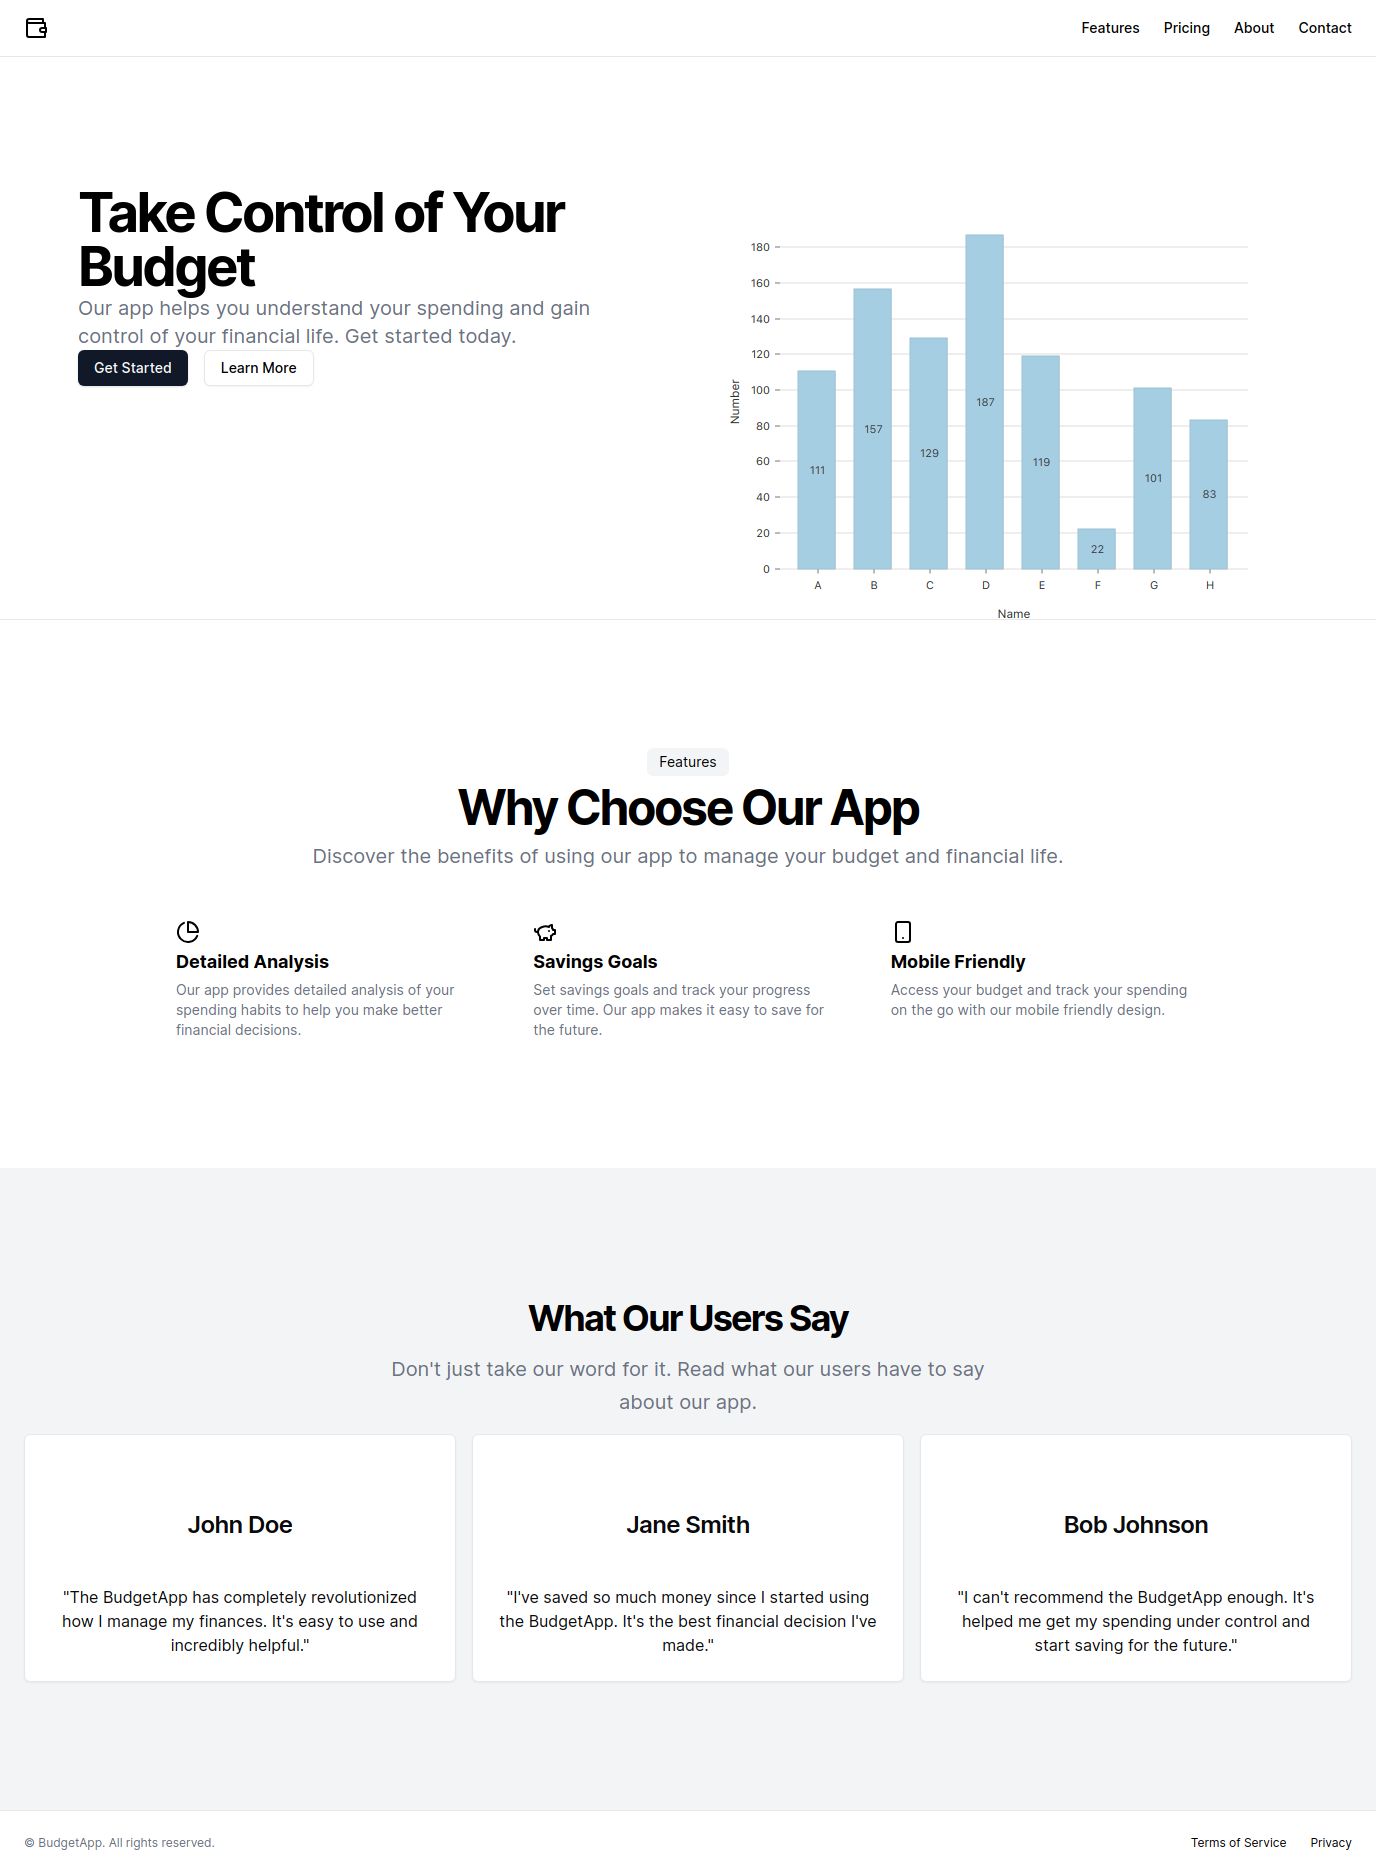 Features Pricing About Contact
Take Control of Your
Budget
Our app helps you understand your spending and gain
control of your financial life. Get started today.
Get Started Learn More
180
160
140
120
100
80
60
40
20
0
Number
111
157
129
187
119
22
101
83
A B C D E F G H
Name
Features
Why Choose Our App
Discover the benefits of using our app to manage your budget and financial life.
Detailed Analysis
Our app provides detailed analysis of your
spending habits to help you make better
financial decisions.
Savings Goals
Set savings goals and track your progress
over time. Our app makes it easy to save for
the future.
Mobile Friendly
Access your budget and track your spending
on the go with our mobile friendly design.
What Our Users Say
Don't just take our word for it. Read what our users have to say
about our app.
John Doe
"The BudgetApp has completely revolutionized
how I manage my finances. It's easy to use and
incredibly helpful."
Jane Smith
"I've saved so much money since I started using
the BudgetApp. It's the best financial decision I've
made."
Bob Johnson
"I can't recommend the BudgetApp enough. It's
helped me get my spending under control and
start saving for the future."
© BudgetApp. All rights reserved.
Terms of Service Privacy